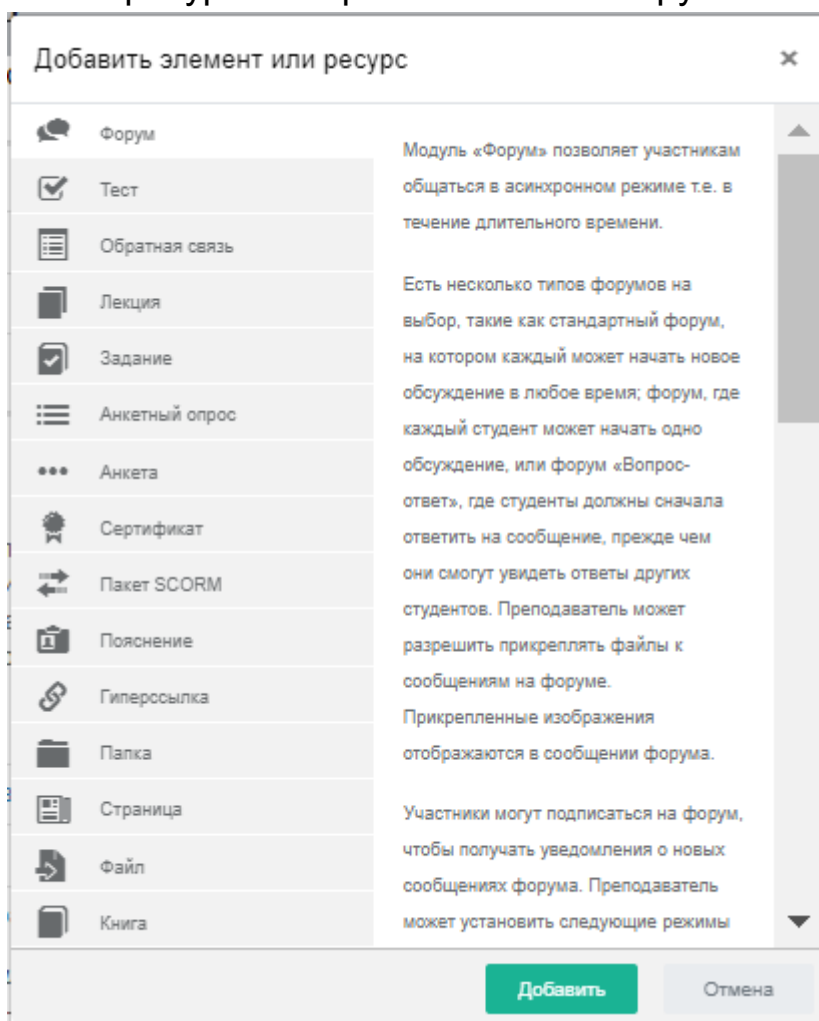 Добавить элемент или ресурс
Форум
Тест
Обратная связь
Лекция
Задание
Анкетный опрос
Анкета
Сертификат
Пакет SCORM
Пояснение
Гиперссылка
Папка
Страница
Файл
Книга
Модуль «Форум» позволяет участникам
общаться в асинхронном режиме т.е. в
течение длительного времени.
Есть несколько типов форумов на
выбор, такие как стандартный форум,
на котором каждый может начать новое
обсуждение в любое время; форум, где
каждый студент может начать одно
обсуждение, или форум «Вопрос-
ответ», где студенты должны сначала
ответить на сообщение, прежде чем
они смогут увидеть ответы других
студентов. Преподаватель может
разрешить прикреплять файлы к
сообщениям на форуме.
Прикрепленные изображения
отображаются в сообщении форума.
Участники могут подписаться на форум,
чтобы получать уведомления о новых
сообщениях форума. Преподаватель
может установить следующие режимы
Добавить
Отмена